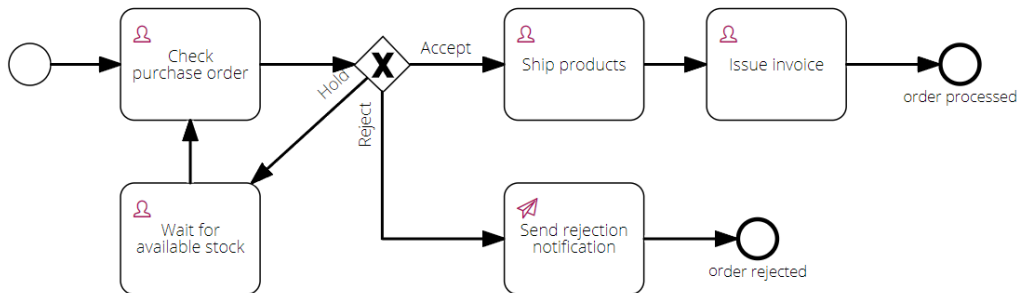 Check
purchase order
Hold
Accept
Reject
Ship products
Issue invoice
order processed
Wait for
available stock
Send rejection
notification
order rejected